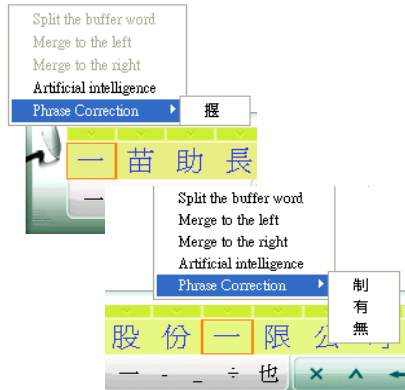 Split the buffer word
Merge to the left
Merge to the right
Artificial intelligence
Phrase Correction
揠
一苗助長
一
Split the buffer word
Merge to the left
Merge to the right
Artificial intelligence
Phrase Correction
制
有
無
股份一限公
一 - _ ÷ 也